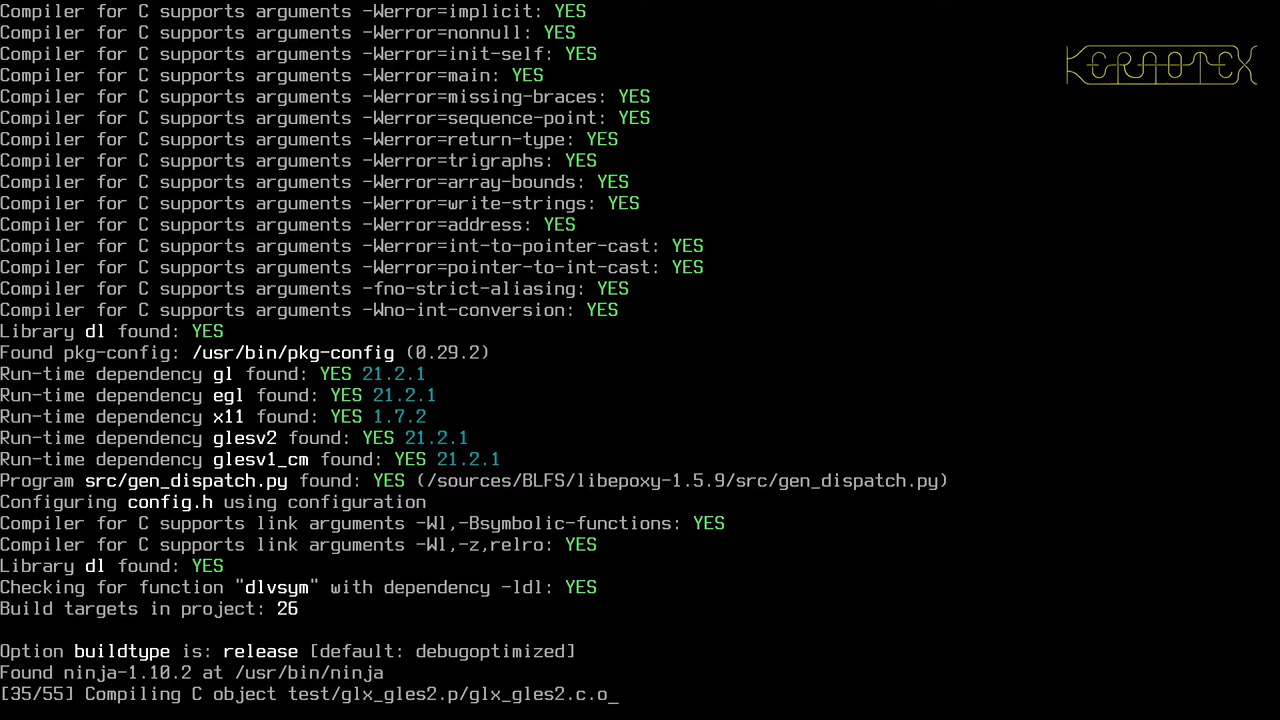 Compiler for C supports arguments -Werror=implicit: YES
Compiler for C supports arguments -Werror=nonnull: YES
Compiler for C supports arguments -Werror=init-self: YES
Compiler for C supports arguments -Werror=main: YES
Compiler for C supports arguments -Werror=missing-braces: YES
Compiler for C supports arguments -Werror=sequence-point: YES
Compiler for C supports arguments -Werror=return-type: YES
Compiler for C supports arguments -Werror=trigraphs: YES
Compiler for C supports arguments -Werror=array-bounds: YES
Compiler for C supports arguments -Werror=write-strings: YES
Compiler for C supports arguments -Werror=address: YES
Compiler for C supports arguments -Werror=int-to-pointer-cast: YES
Compiler for C supports arguments -Werror=pointer-to-int-cast: YES
Compiler for C supports arguments -fno-strict-aliasing: YES
Compiler for C supports arguments -Wno-int-conversion: YES
Library dl found: YES
Found pkg-config: /usr/bin/pkg-config (0.29.2)
Run-time dependency gl found: YES 21.2.1
Run-time dependency egl found: YES 21.2.1
Run-time dependency x11 found: YES 1.7.2
Run-time dependency glesv2 found: YES 21.2.1
Run-time dependency glesv1_cm found: YES 21.2.1
Program src/gen_dispatch.py found: YES (/sources/BLFS/libepoxy-1.5.9/src/gen_dispatch.py)
Configuring config.h using configuration
Compiler for C supports link arguments -Wl,-Bsymbolic-functions: YES
Compiler for C supports link arguments -Wl,-z,relro: YES
Library dl found: YES
Checking for function "dlvsym" with dependency -ldl: YES
Build targets in project: 26
Option buildtype is: release [default: debugoptimized]
Found ninja-1.10.2 at /usr/bin/ninja
[35/55] Compiling C object test/glx_gles2.p/glx_gles2.c.o_